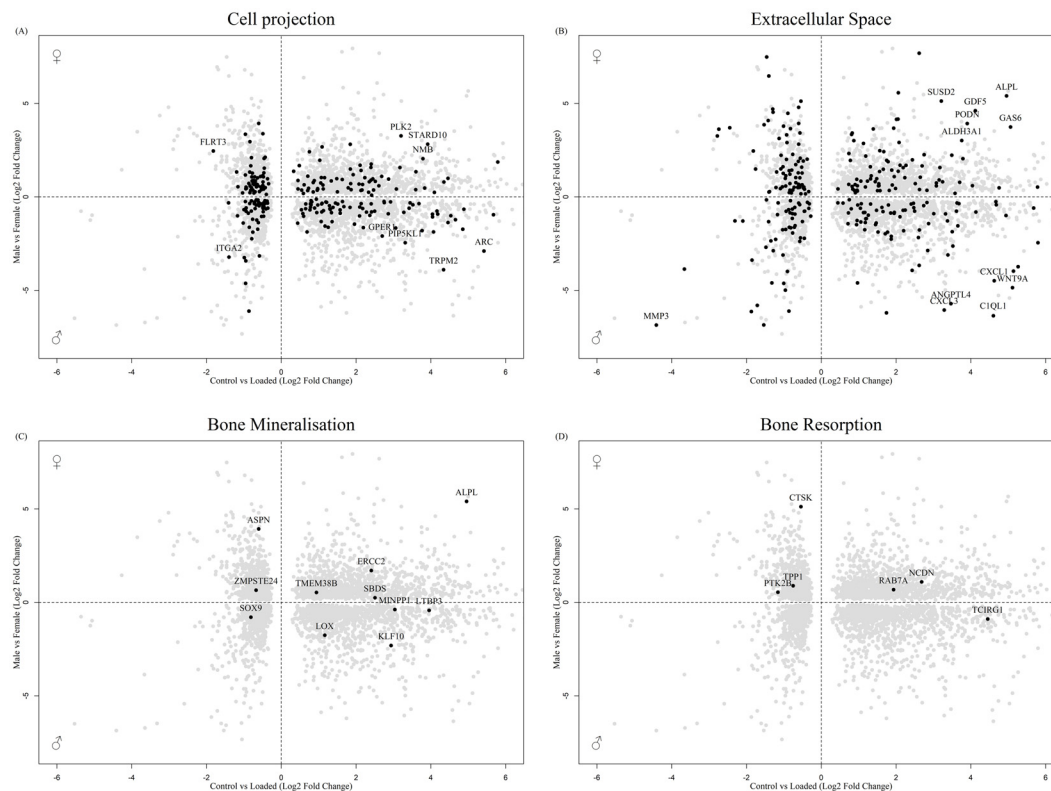 Cell projection
(A)
♀
PLK2
STARD10
FLRT3
NMB
GPER1
PIP5KL1
ITGA2
ARC
TRPM2
♂
Male vs Female (Log2 Fold Change)
5
0
-5
-6 -4 -2 0 2 4 6
Control vs Loaded (Log2 Fold Change)
Extracellular Space
(B)
♀
SUSD2
ALPL
GDF5
PODN
GAS6
ALDH3A1
CXCL1
WNT9A
ANGPTL4
CXCL3
C1QL1
MMP3
♂
Male vs Female (Log2 Fold Change)
5
0
-5
-6 -4 -2 0 2 4 6
Control vs Loaded (Log2 Fold Change)
Bone Mineralisation
(C)
♀
ALPL
ASPN
ERCC2
ZMPSTE24
TMEM38B
SBDS
SOX9
MINPP1
LTBP3
LOX
KLF10
♂
Male vs Female (Log2 Fold Change)
5
0
-5
-6 -4 -2 0 2 4 6
Control vs Loaded (Log2 Fold Change)
Bone Resorption
(D)
♀
CTSK
TPP1
PTK2B
NCDN
RAB7A
TCIRG1
♂
Male vs Female (Log2 Fold Change)
5
0
-5
-6 -4 -2 0 2 4 6
Control vs Loaded (Log2 Fold Change)